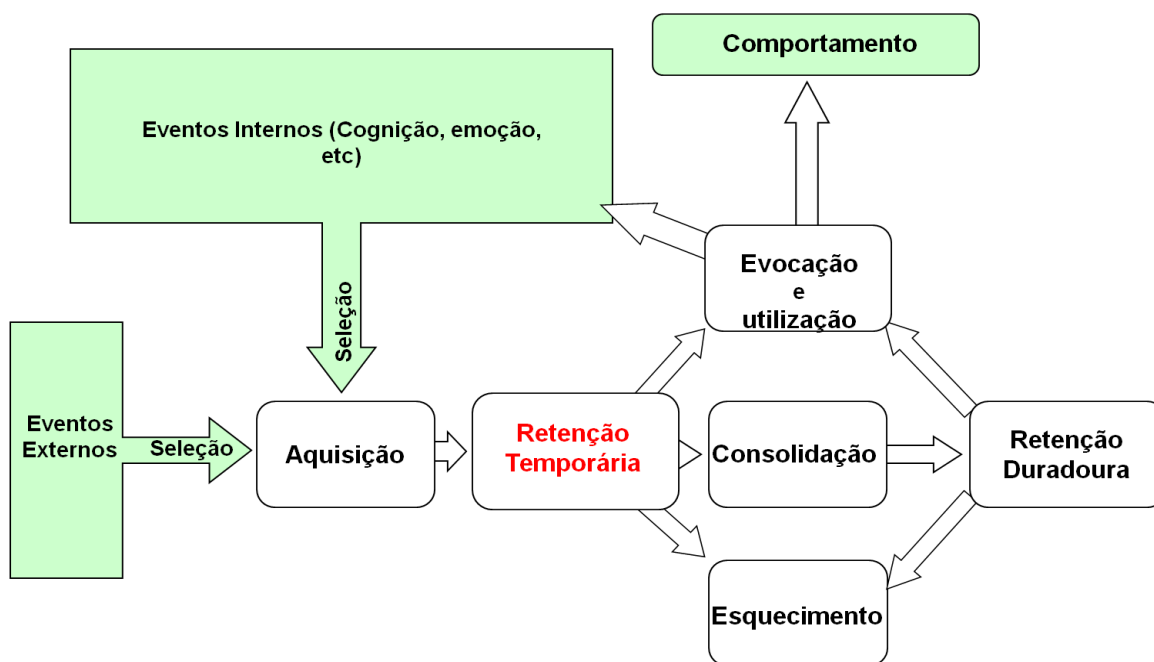 Comportamento
Eventos Internos (Cognição, emoção,
etc)
Seleção
Evocação
e
utilização
Eventos
Externos
Seleção
Aquisição
Retenção
Temporária
Consolidação
Retenção
Duradoura
Esquecimento